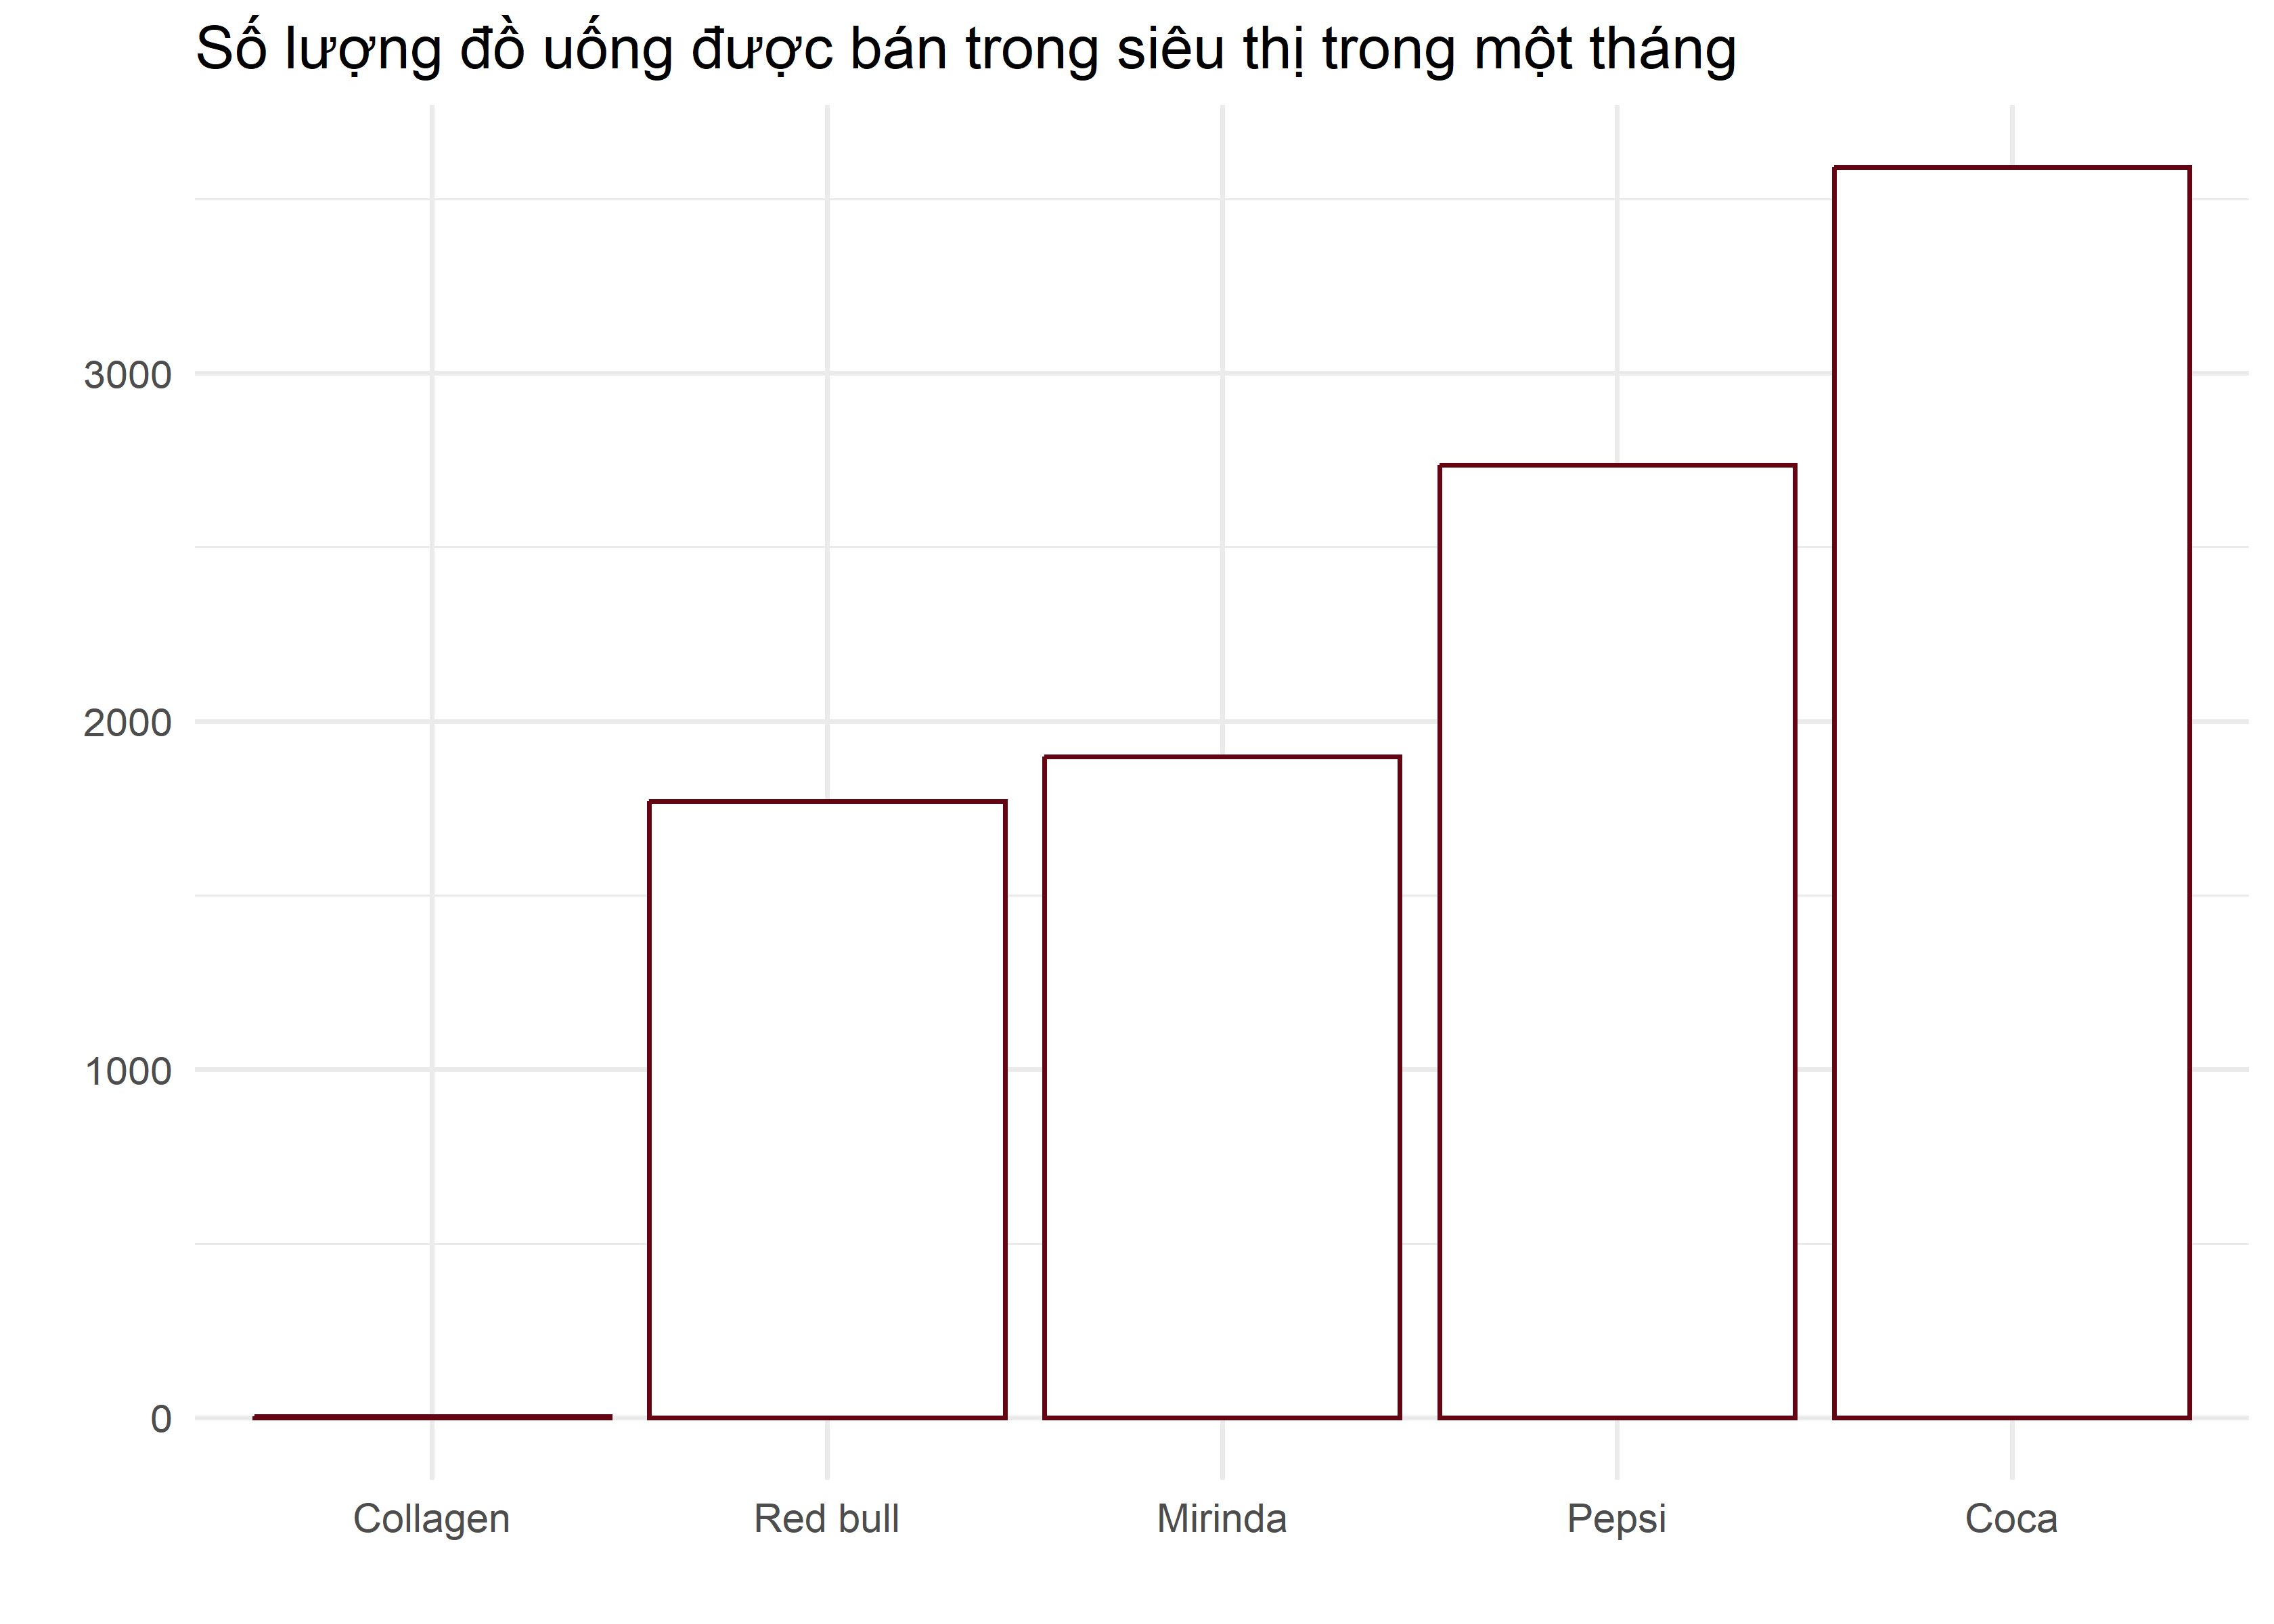 Số lượng đồ uống được bán trong siêu thị trong một tháng
3000
2000
1000
0
Collagen Red bull Mirinda Pepsi Coca